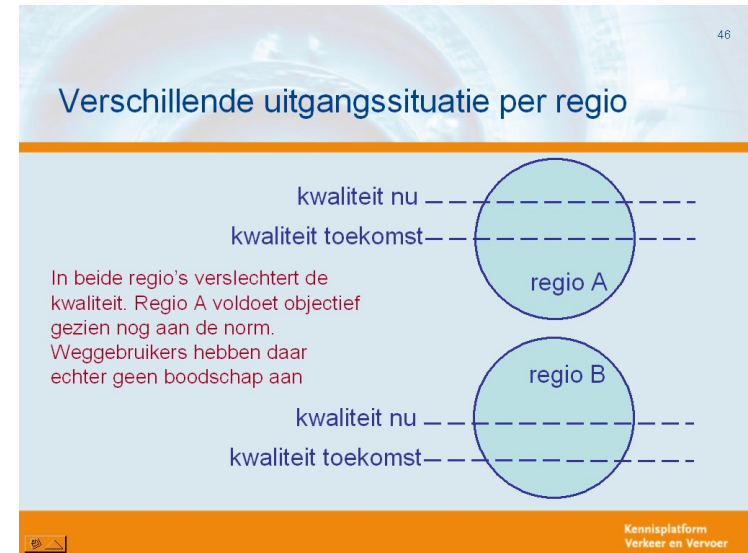 46
Verschillende uitgangssituatie per regio
kwaliteit nu
kwaliteit toekomst
regio A
In beide regio's verslechtert de
kwaliteit. Regio A voldoet objectief
gezien nog aan de norm.
Weggebruikers hebben daar
echter geen boodschap aan
regio B
kwaliteit nu
kwaliteit toekomst
Kennisplatform
Verkeer en Vervoer